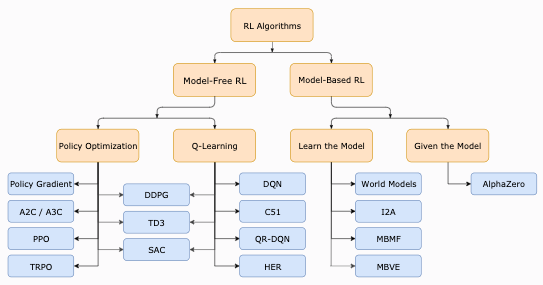 RL Algorithms
Model-Free RL
Model-Based RL
Policy Optimization
Q-Learning
Learn the Model
Given the Model
Policy Gradient
DDPG
DQN
World Models
AlphaZero
A2C / A3C
TD3
C51
I2A
PPO
SAC
QR-DQN
MBMF
TRPO
HER
MBVE